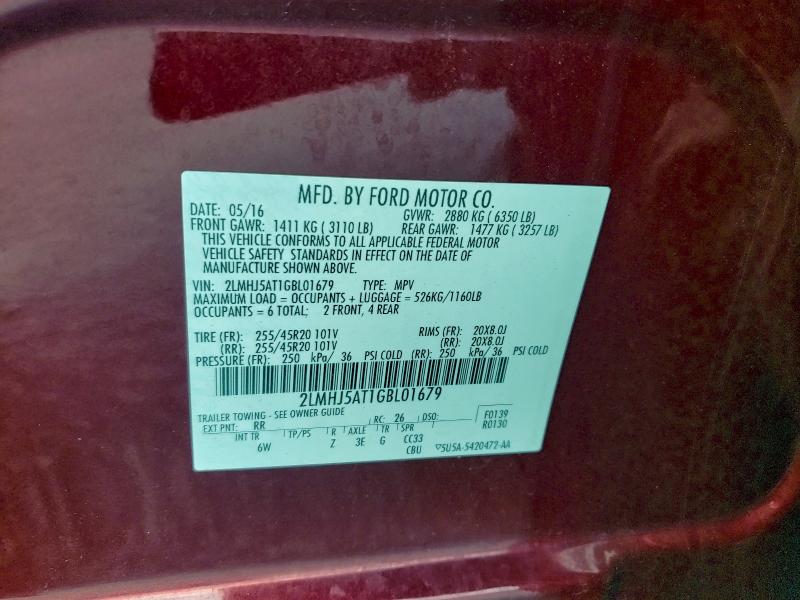 MFD. BY FORD MOTOR CO.
DATE: 05/16 GVWR: 2880 KG ( 6350 LB)
FRONT GAWR: 1411 KG ( 3110 LB) REAR GAWR: 1477 KG ( 3257 LB)
THIS VEHICLE CONFORMS TO ALL APPLICABLE FEDERAL MOTOR
VEHICLE SAFETY STANDARDS IN EFFECT ON THE DATE OF
MANUFACTURE SHOWN ABOVE.
VIN: 2LMHJ5AT1GBL01679 TYPE: MPV
MAXIMUM LOAD = OCCUPANTS + LUGGAGE = 526KG/1160LB
OCCUPANTS = 6 TOTAL; 2 FRONT, 4 REAR
TIRE (FR): 255/45R20 101V RIMS (FR): 20X8.0J
(RR): 255/45R20 101V (RR): 20X8.0J
PRESSURE (FR): 250 kPa/ 36 PSI COLD (RR): 250 kPa/ 36 PSI COLD
2LMHJ5AT1GBL01679
TRAILER TOWING - SEE OWNER GUIDE
EXT PNT: RR RC: 26 DSO: F0139
R0130
INT TR TP/PS R AXLE TR SPR
6W Z 3E G CC33
CBU ▽5U5A-5420472-AA